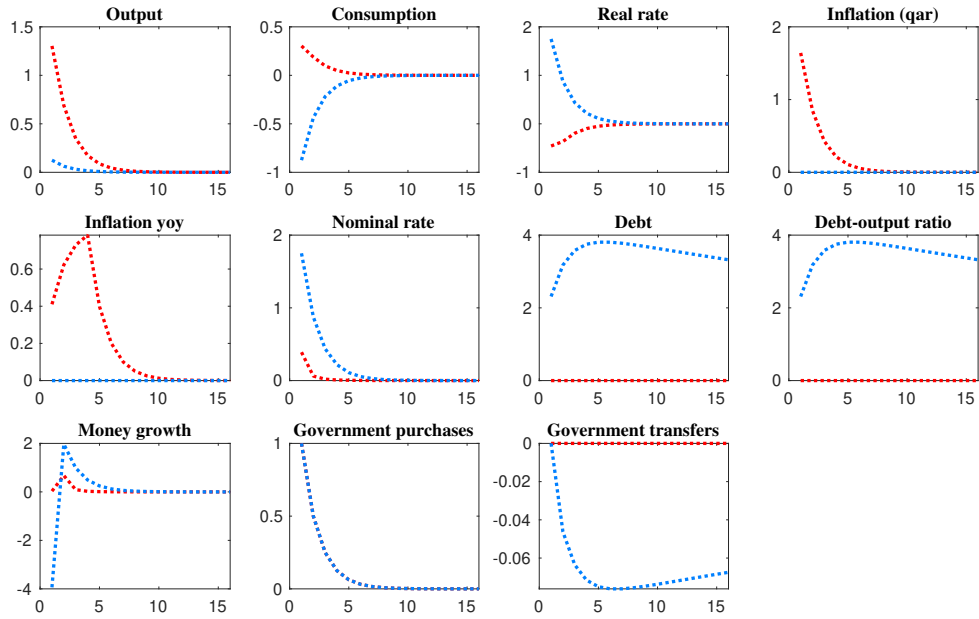 Output
1.5
1
0.5
0
0 5 10 15
Consumption
0.5
0
-0.5
-1
0 5 10 15
Real rate
2
1
0
-1
0 5 10 15
Inflation (qar)
2
1
0
0 5 10 15
Inflation yoy
0.6
0.4
0.2
0
0 5 10 15
Nominal rate
2
1
0
0 5 10 15
Debt
4
2
0
0 5 10 15
Debt-output ratio
4
2
0
0 5 10 15
Money growth
2
0
-2
-4
0 5 10 15
Government purchases
1
0.5
0
0 5 10 15
Government transfers
0
-0.02
-0.04
-0.06
0 5 10 15